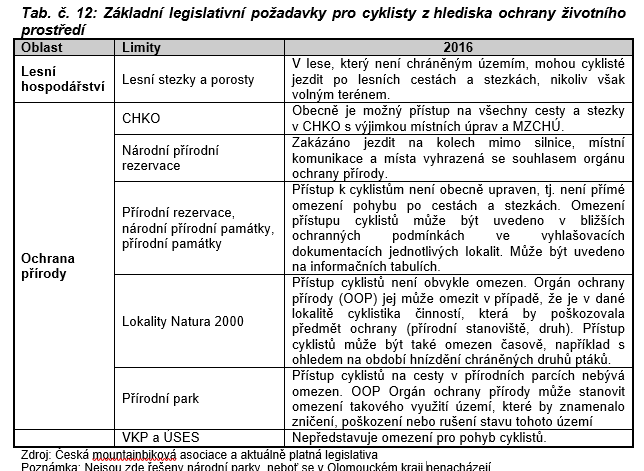 Tab. č. 12: Základní legislativní požadavky pro cyklisty z hlediska ochrany životního
prostředí
Oblast Limity 2016
Lesní
hospodářství
Lesní stezky a porosty
V lese, který není chráněným územím, mohou cyklisté
jezdit po lesních cestách a stezkách, nikoliv však
volným terénem.
Ochrana
přírody
CHKO
Obecně je možný přístup na všechny cesty a stezky
v CHKO s výjimkou místních úprav a MZCHÚ.
Národní přírodní
rezervace
Zakázáno jezdit na kolech mimo silnice, místní
komunikace a místa vyhrazená se souhlasem orgánu
ochrany přírody.
Přírodní rezervace,
národní přírodní památky,
přírodní památky
Přístup k cyklistům není obecně upraven, tj. není přímé
omezení pohybu po cestách a stezkách. Omezení
přístupu cyklistů může být uvedeno v bližších
ochranných podmínkách ve vyhlašovacích
dokumentacích jednotlivých lokalit. Může být uvedeno
na informačních tabulích.
Lokality Natura 2000
Přístup cyklistů není obvykle omezen. Orgán ochrany
přírody (OOP) jej může omezit v případě, že je v dané
lokalitě cyklistika činností, která by poškozovala
předmět ochrany (přírodní stanoviště, druh). Přístup
cyklistů může být také omezen časově, například s
ohledem na období hnízdění chráněných druhů ptáků.
Přírodní park
Přístup cyklistů na cesty v přírodních parcích nebývá
omezen. OOP Orgán ochrany přírody může stanovit
omezení takového využití území, které by znamenalo
zničení, poškození nebo rušení stavu tohoto území
VKP a ÚSES
Nepředstavuje omezení pro pohyb cyklistů.
Zdroj: Česká mountainbiková asociace a aktuálně platná legislativa
Poznámka: Nejsou zde řešeny národní parky, neboť se v Olomouckém kraji nenacházejí